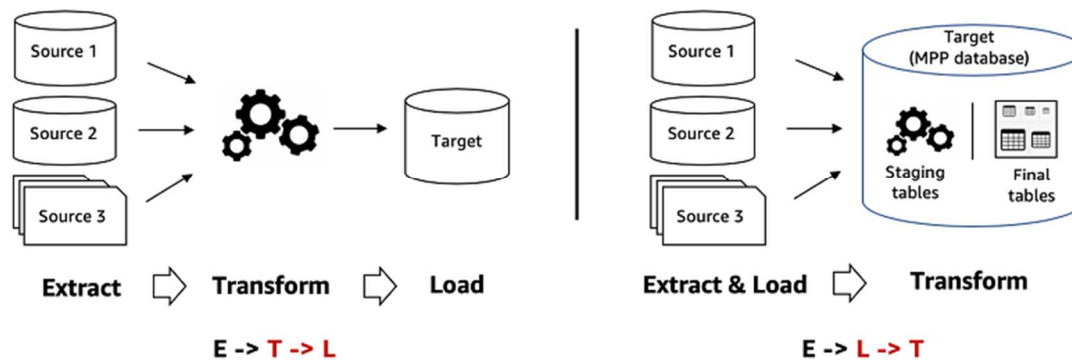 Source 1
Source 2
Source 3
Target
Extract
Transform
Load
E -> T -> L
Source 1
Source 2
Source 3
Target
(MPP database)
Staging
tables
Final
tables
Extract & Load
Transform
E -> L -> T